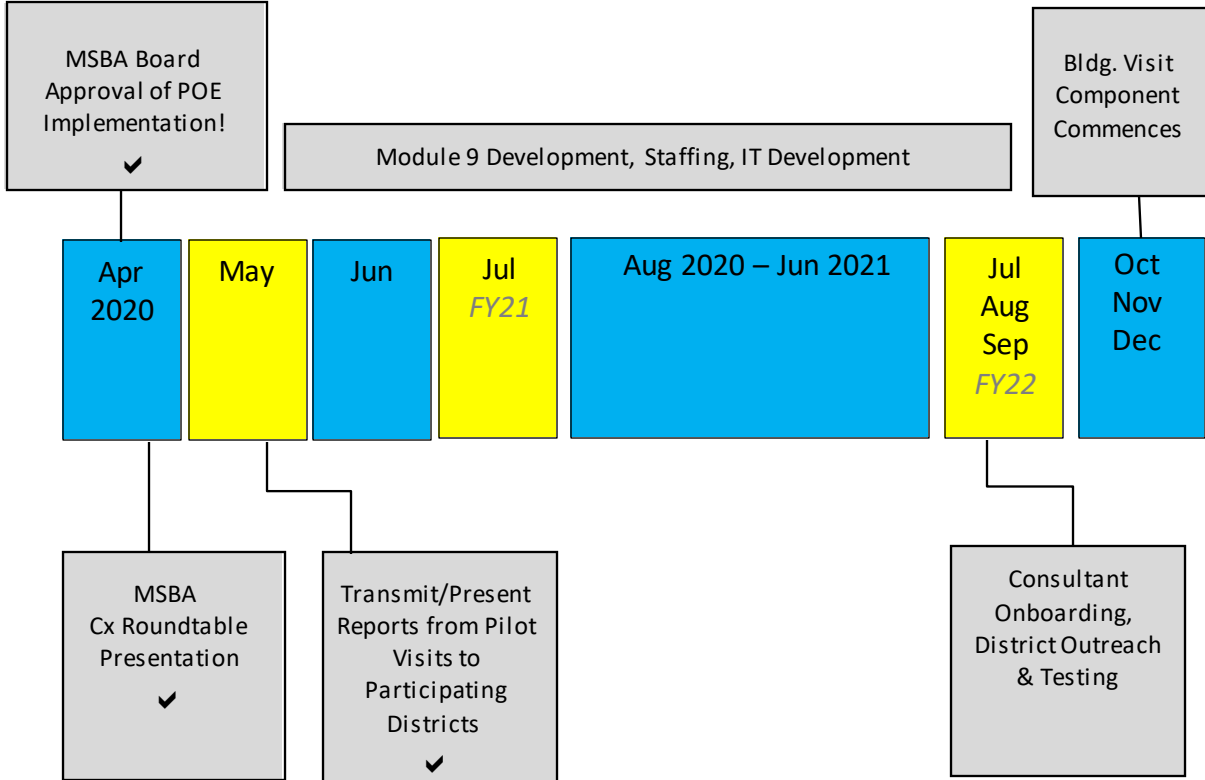 MSBA Board
Approval of POE
Implementation!
✔
Module 9 Development, Staffing, IT Development
Bldg. Visit
Component
Commences
Apr
2020
May
Jun
Jul
FY21
Aug 2020 – Jun 2021
Jul
Aug
Sep
FY22
Oct
Nov
Dec
MSBA
Cx Roundtable
Presentation
✔
Transmit/Present
Reports from Pilot
Visits to
Participating
Districts
✔
Consultant
Onboarding,
District Outreach
& Testing